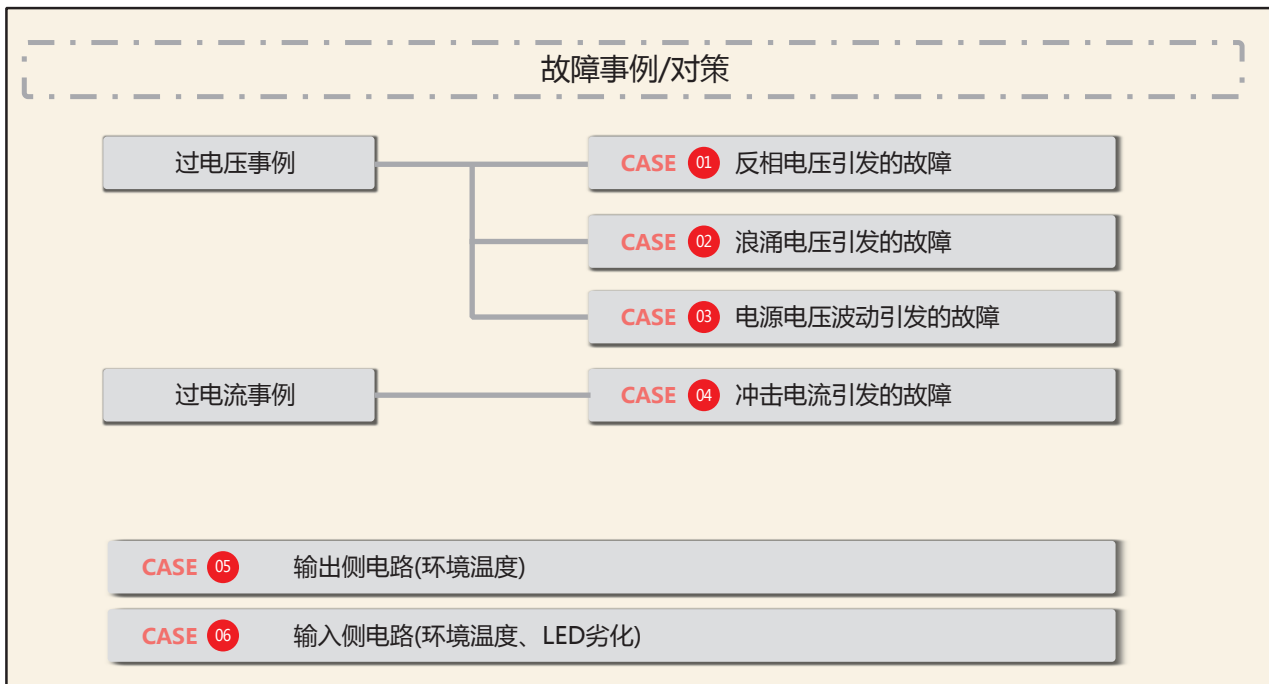 故障事例/对策
过电压事例
CASE 01 反相电压引发的故障
CASE 02 浪涌电压引发的故障
CASE 03 电源电压波动引发的故障
过电流事例
CASE 04 冲击电流引发的故障
CASE 05 输出侧电路(环境温度)
CASE 06 输入侧电路(环境温度、LED劣化)